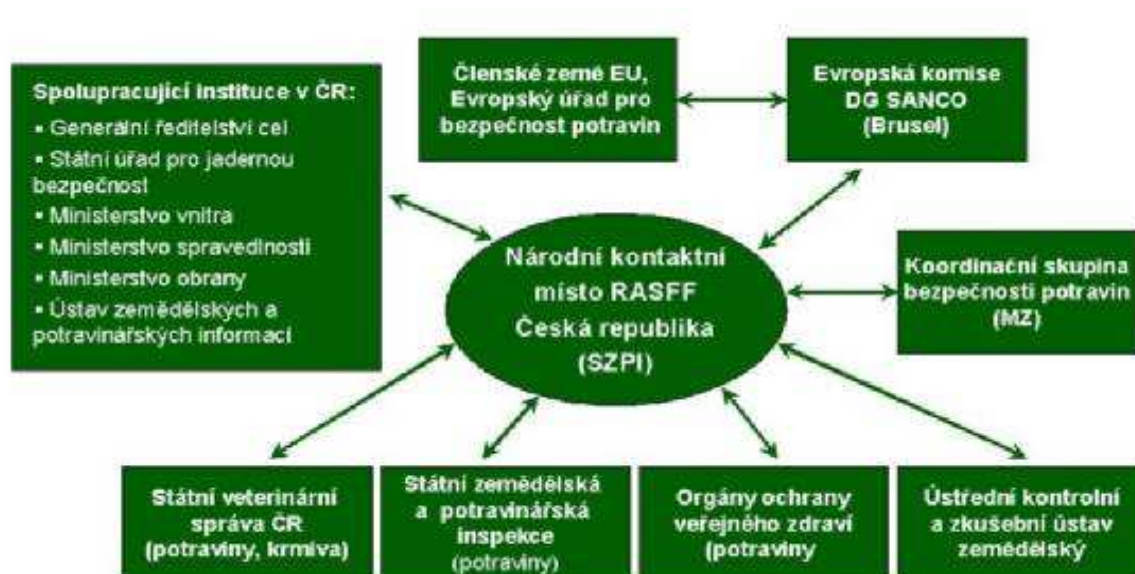 Spolupracující instituce v ČR:
▪ Generální ředitelství cel
▪ Státní úřad pro jadernou
bezpečnost
▪ Ministerstvo vnitra
▪ Ministerstvo spravedlnosti
▪ Ministerstvo obrany
▪ Ústav zemědělských a
potravinářských informací
Členské země EU,
Evropský úřad pro
bezpečnost potravin
Evropská komise
DG SANCO
(Brusel)
Národní kontaktní
místo RASFF
Česká republika
(SZPI)
Koordinační skupina
bezpečnosti potravin
(MZ)
Státní veterinární
správa ČR
(potraviny, krmiva)
Státní zemědělská
a potravinářská
inspekce
(potraviny)
Orgány ochrany
veřejného zdraví
(potraviny
Ústřední kontrolní
a zkušební ústav
zemědělský